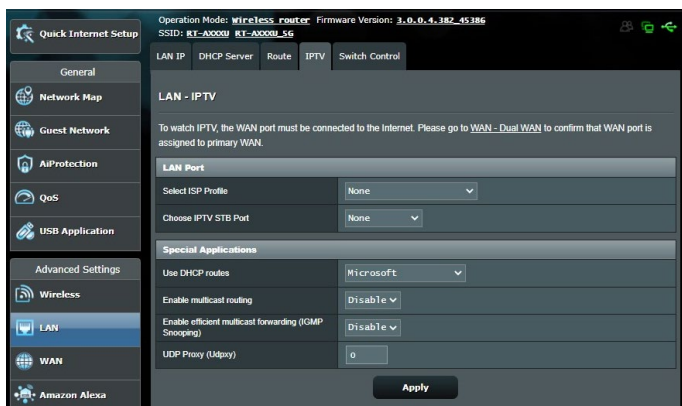 Quick Internet Setup
General
Network Map
Guest Network
AiProtection
QoS
USB Application
Advanced Settings
Wireless
LAN
WAN
Amazon Alexa
Operation Mode: Wireless router Firmware Version: 3.0.0.4.382_45386
SSID: RT-AXXXU RT-AXXXU_5G
LAN IP DHCP Server Route IPTV Switch Control
LAN - IPTV
To watch IPTV, the WAN port must be connected to the Internet. Please go to WAN - Dual WAN to confirm that WAN port is
assigned to primary WAN.
LAN Port
Select ISP Profile None
Choose IPTV STB Port None
Special Applications
Use DHCP routes Microsoft
Enable multicast routing Disable
Enable efficient multicast forwarding (IGMP
Snooping) Disable
UDP Proxy (Udpxy) 0
Apply